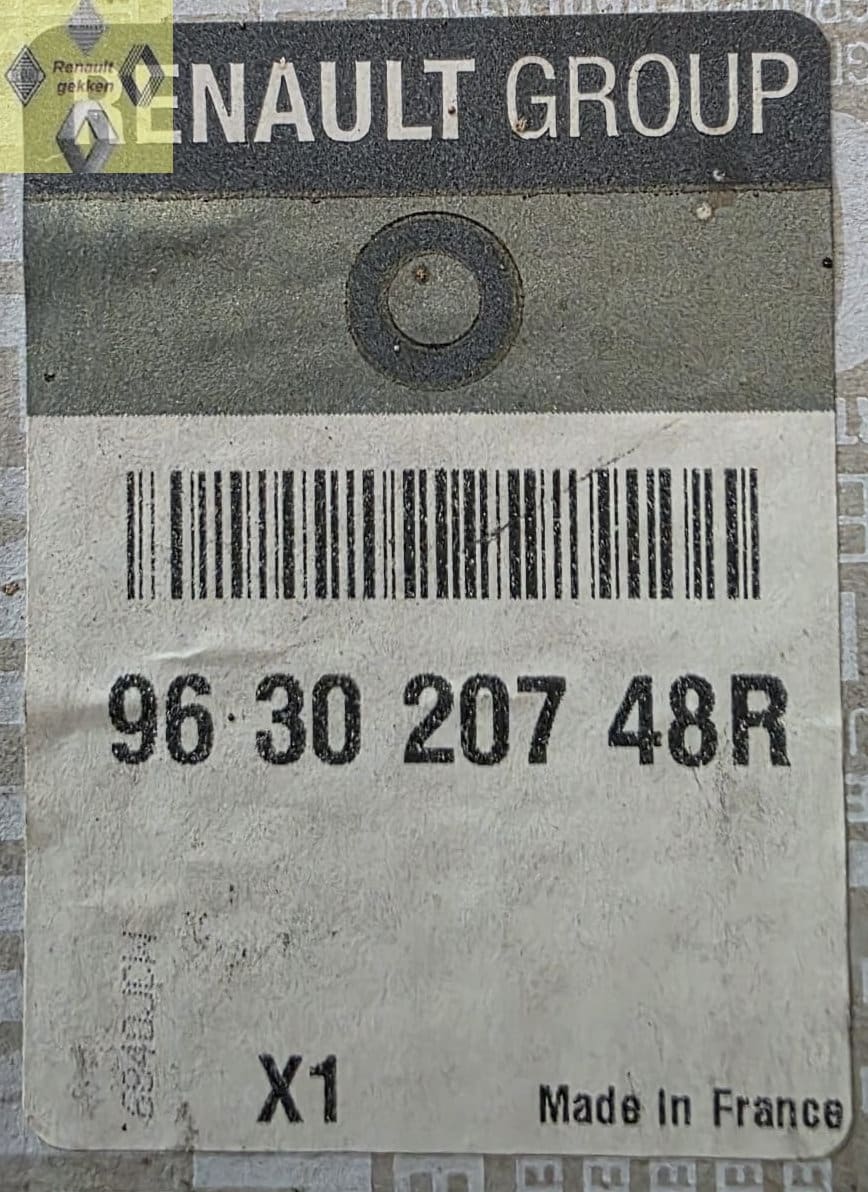 Renault
gekken
RENAULT GROUP
96 30 207 48R
X1
Made In France